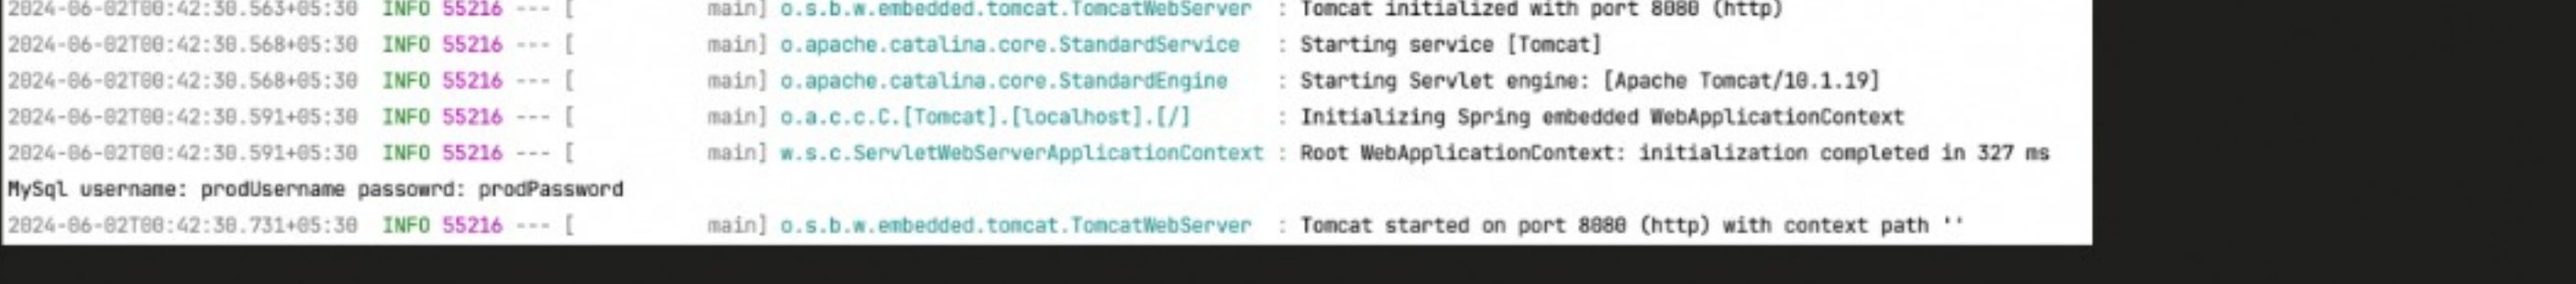 2024-06-02T00:42:30.563+05:30  INFO 55216 --- [           main] o.s.b.w.embedded.tomcat.TomcatWebServer  : Tomcat initialized with port 8080 (http)
2024-06-02T00:42:30.568+05:30  INFO 55216 --- [           main] o.apache.catalina.core.StandardService   : Starting service [Tomcat]
2024-06-02T00:42:30.568+05:30  INFO 55216 --- [           main] o.apache.catalina.core.StandardEngine    : Starting Servlet engine: [Apache Tomcat/10.1.19]
2024-06-02T00:42:30.591+05:30  INFO 55216 --- [           main] o.a.c.c.C.[Tomcat].[localhost].[/]       : Initializing Spring embedded WebApplicationContext
2024-06-02T00:42:30.591+05:30  INFO 55216 --- [           main] w.s.c.ServletWebServerApplicationContext : Root WebApplicationContext: initialization completed in 327 ms
MySql username: prodUsername passowrd: prodPassword
2024-06-02T00:42:30.731+05:30  INFO 55216 --- [           main] o.s.b.w.embedded.tomcat.TomcatWebServer  : Tomcat started on port 8080 (http) with context path ''